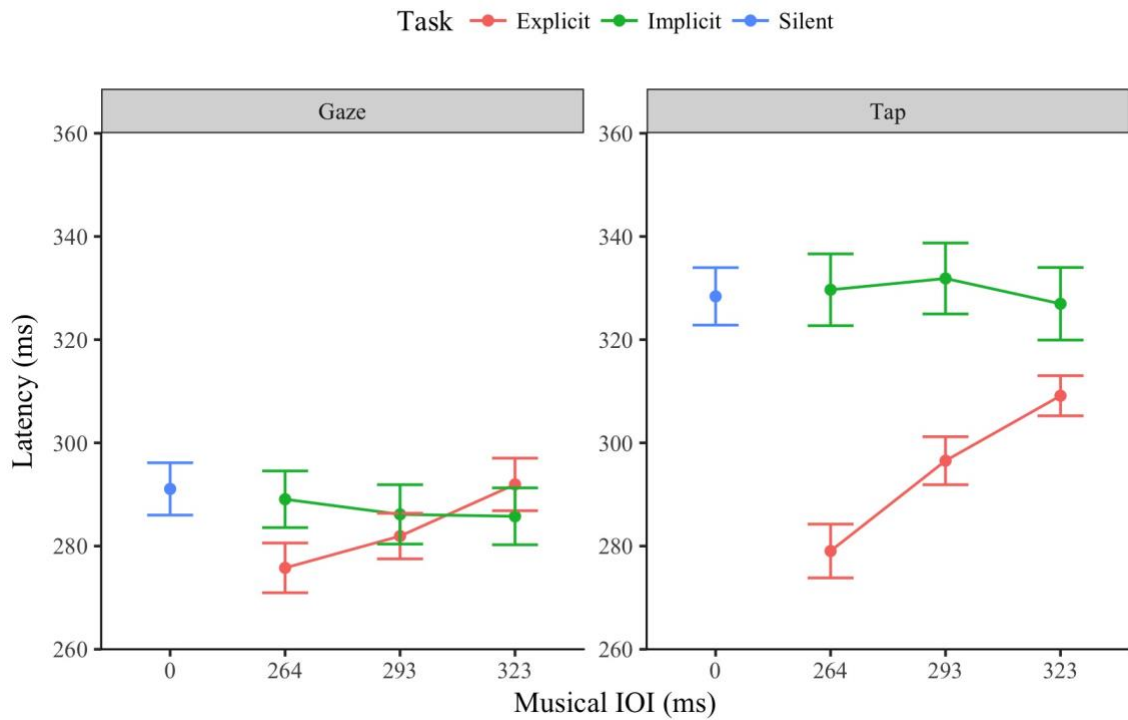 Task Explicit Implicit Silent
Gaze
Tap
Latency (ms)
360
340
320
300
280
260
360
340
320
300
280
260
0 264 293 323
0 264 293 323
Musical IOI (ms)